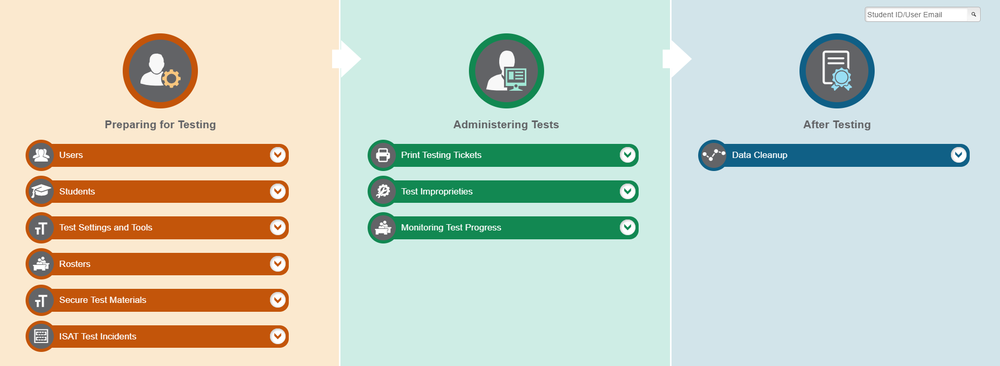 Student ID/User Email
Preparing for Testing
Users
Students
Test Settings and Tools
Rosters
Secure Test Materials
ISAT Test Incidents
Administering Tests
Print Testing Tickets
Test Improprieties
Monitoring Test Progress
After Testing
Data Cleanup